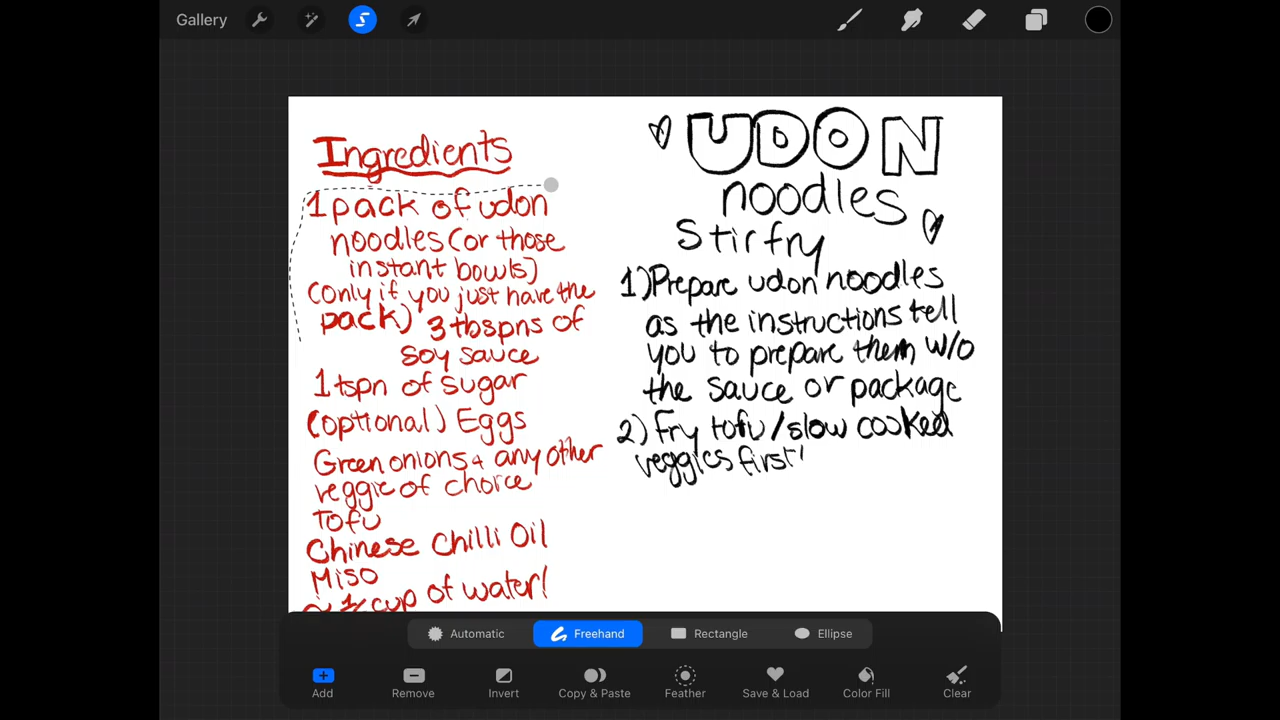 Gallery
Ingredients
1 pack of udon
noodles (or those
instant bowls)
(only if you just have the
pack) 3 tbspns of
soy sauce
1 tspn of sugar
(optional) Eggs
Green onions + any other
veggie of choice
Tofu
Chinese Chilli Oil
Miso
cup of water!
UDON
noodles
Stirfry
1) Prepare udon noodles
as the instructions tell
you to prepare them w/o
the sauce or package
2) Fry tofu/slow cooked
veggies first!
Automatic
Freehand
Rectangle
Ellipse
Add
Remove
Invert
Copy & Paste
Feather
Save & Load
Color Fill
Clear